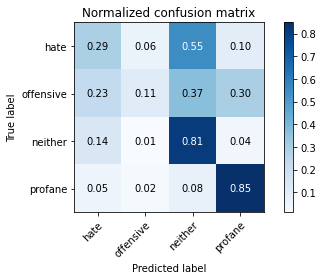 Normalized confusion matrix
True label
hate 0.29 0.06 0.55 0.10
offensive 0.23 0.11 0.37 0.30
neither 0.14 0.01 0.81 0.04
profane 0.05 0.02 0.08 0.85
hate offensive neither profane
Predicted label
0.8
0.7
0.6
0.5
0.4
0.3
0.2
0.1